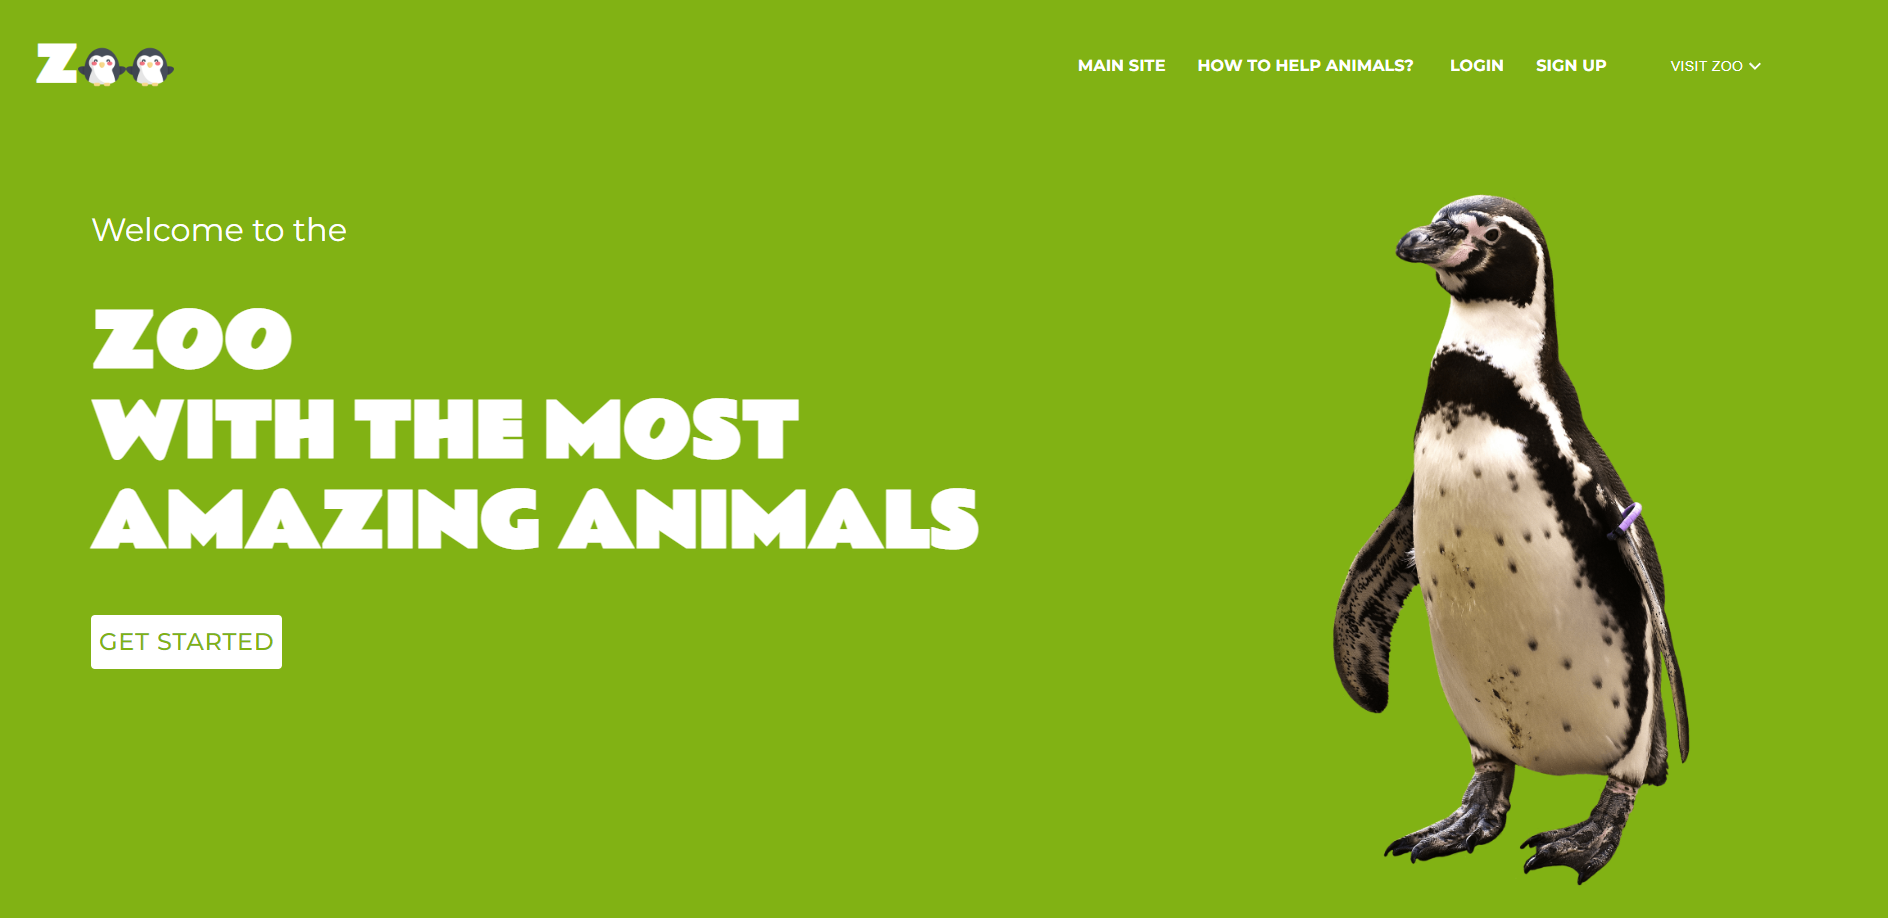 Z
MAIN SITE HOW TO HELP ANIMALS? LOGIN SIGN UP VISIT ZOO
Welcome to the
ZOO
WITH THE MOST
AMAZING ANIMALS
GET STARTED